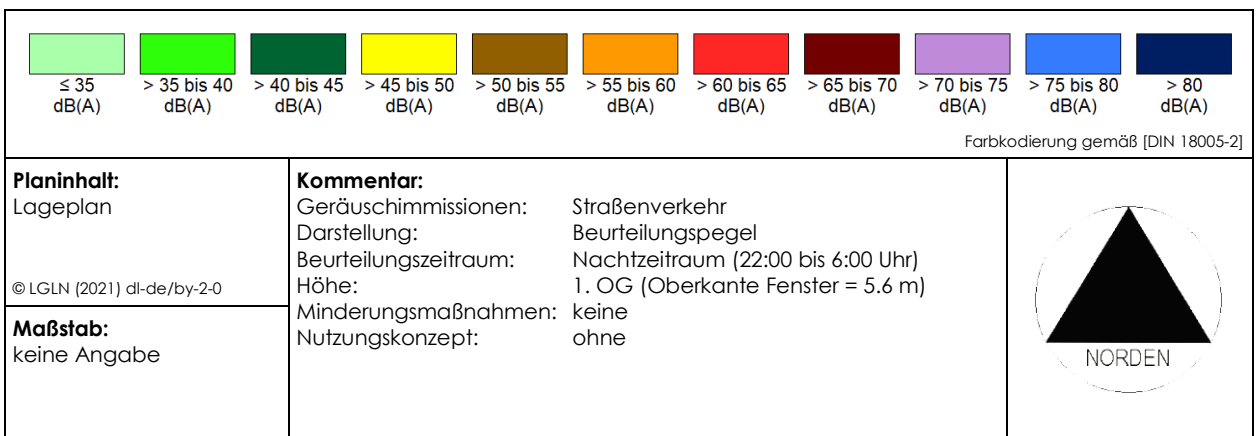 ≤ 35 > 35 bis 40 > 40 bis 45 > 45 bis 50 > 50 bis 55 > 55 bis 60 > 60 bis 65 > 65 bis 70 > 70 bis 75 > 75 bis 80 > 80
dB(A) dB(A) dB(A) dB(A) dB(A) dB(A) dB(A) dB(A) dB(A) dB(A) dB(A)
Farbkodierung gemäß [DIN 18005-2]
Planinhalt:
Lageplan
© LGLN (2021) dl-de/by-2-0
Maßstab:
keine Angabe
Kommentar:
Geräuschimmissionen: Straßenverkehr
Darstellung: Beurteilungspegel
Beurteilungszeitraum: Nachtzeitraum (22:00 bis 6:00 Uhr)
Höhe: 1. OG (Oberkante Fenster = 5.6 m)
Minderungsmaßnahmen: keine
Nutzungskonzept: ohne
NORDEN